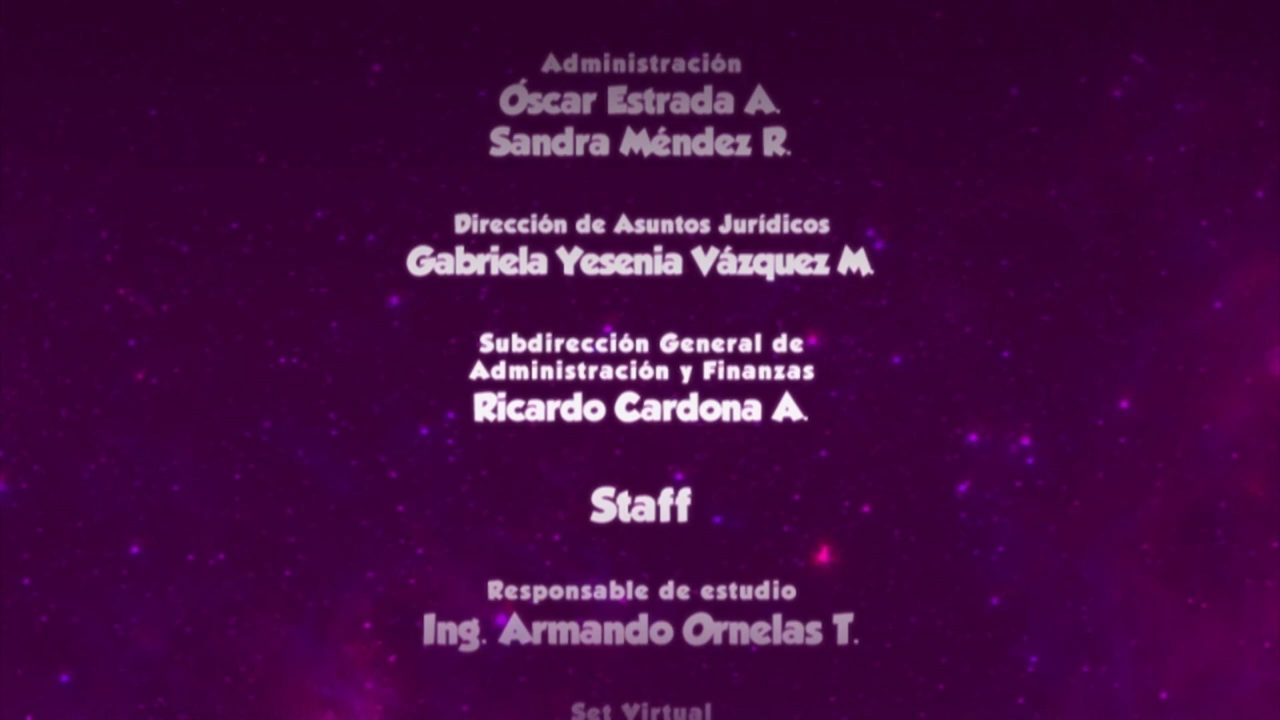 Administración
Óscar Estrada A.
Sandra Méndez R.
Dirección de Asuntos Jurídicos
Gabriela Yesenia Vázquez M.
Subdirección General de
Administración y Finanzas
Ricardo Cardona A.
Staff
Responsable de estudio
Ing. Armando Ornelas T.
Set Virtual